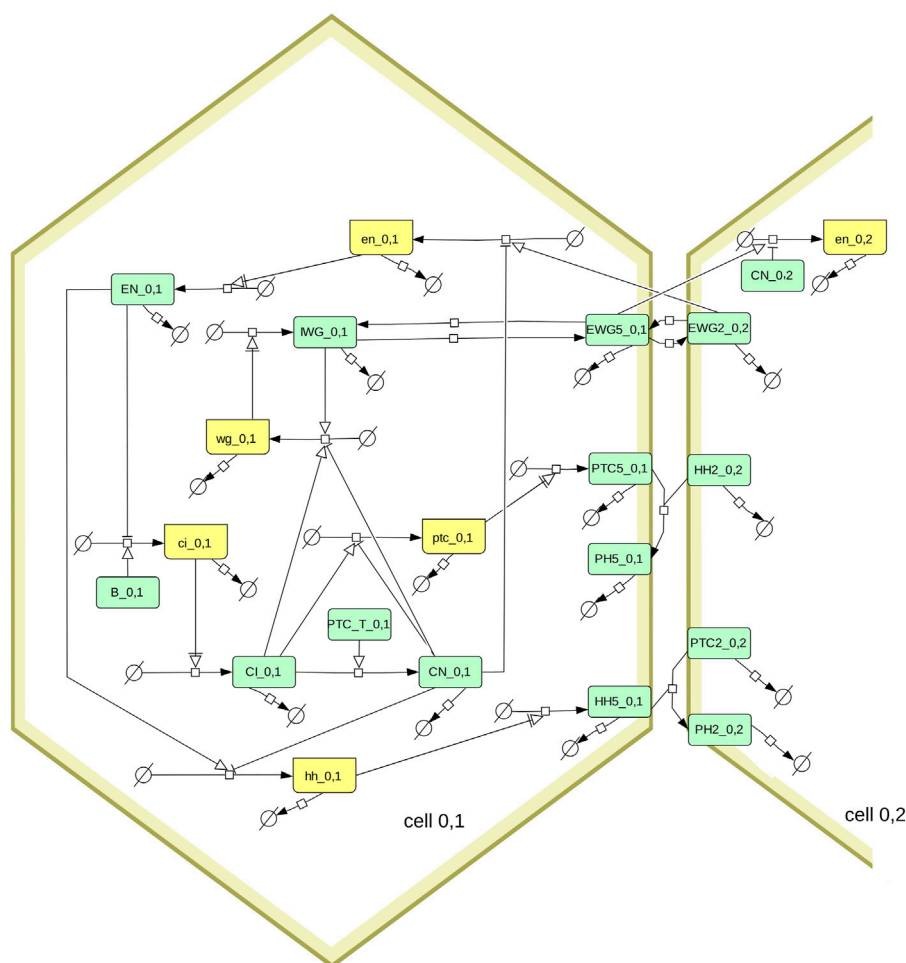 en_0,1
en_0,2
CN_0,2
EN_0,1
IWG_0,1
EWG5_0,1
EWG2_0,2
wg_0,1
PTC5_0,1
HH2_0,2
ci_0,1
ptc_0,1
PH5_0,1
B_0,1
PTC_T_0,1
PTC2_0,2
CI_0,1
CN_0,1
HH5_0,1
PH2_0,2
hh_0,1
cell 0,1
cell 0,2